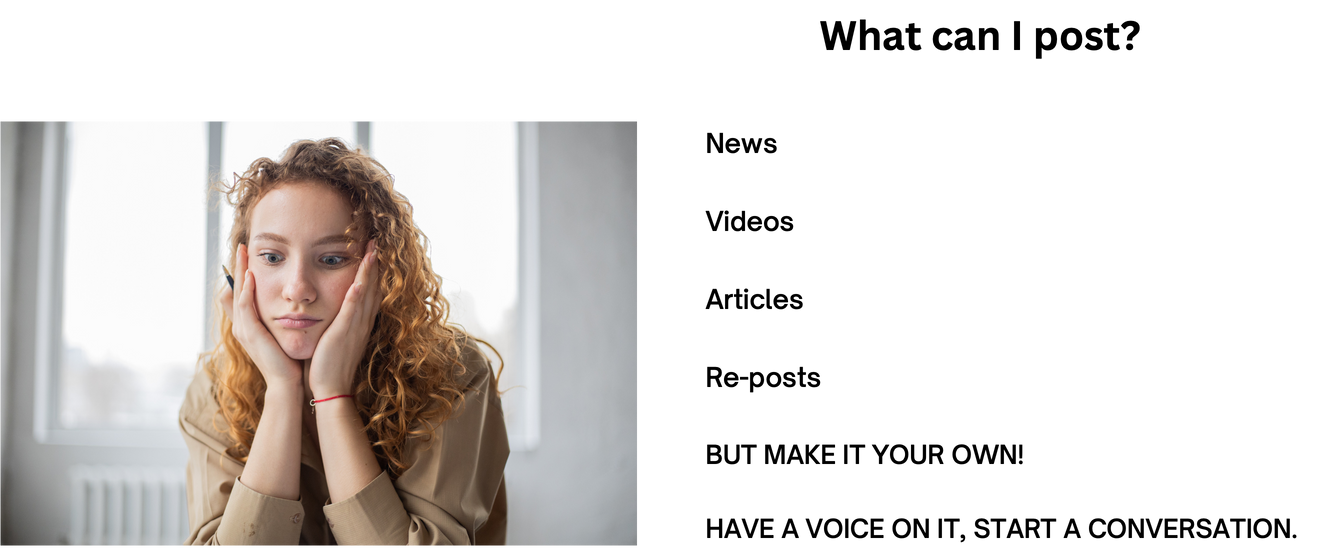 What can I post?
News
Videos
Articles
Re-posts
BUT MAKE IT YOUR OWN!
HAVE A VOICE ON IT, START A CONVERSATION.